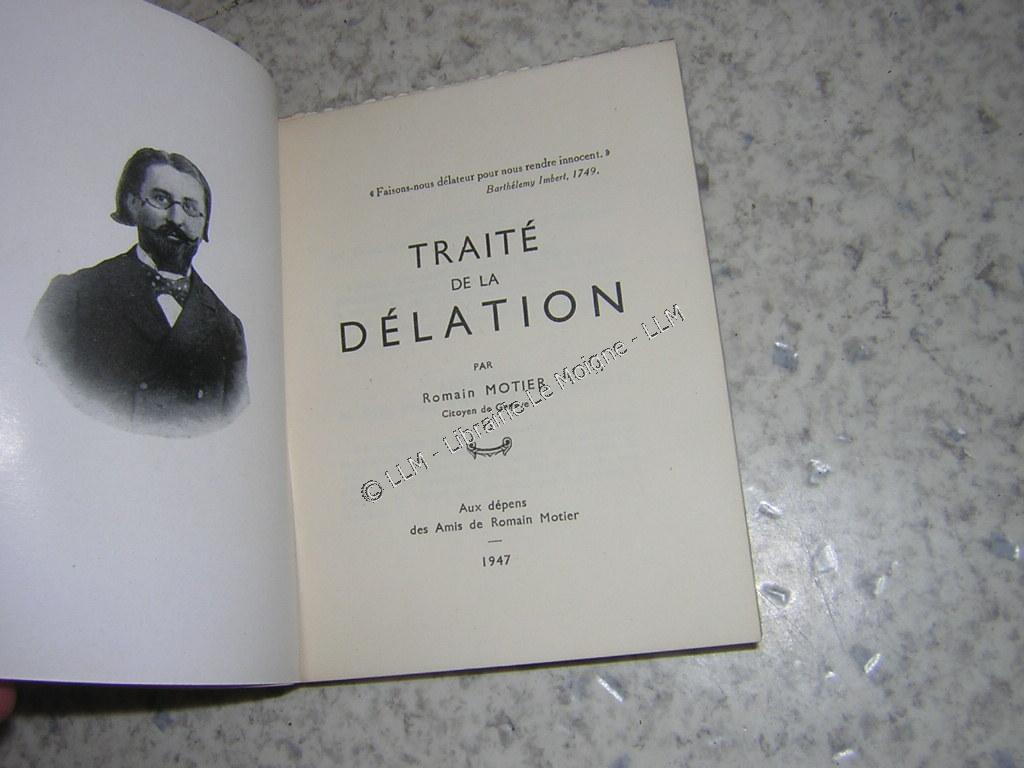 « Faisons-nous délateur pour nous rendre innocent. »
Barthélemy Imbert, 1749.
TRAITÉ
DE LA
DÉLATION
PAR
Romain MOTIER
Citoyen de Genève
Aux dépens
des Amis de Romain Motier
1947
© LLM - Librairie Le Moigne - LLM